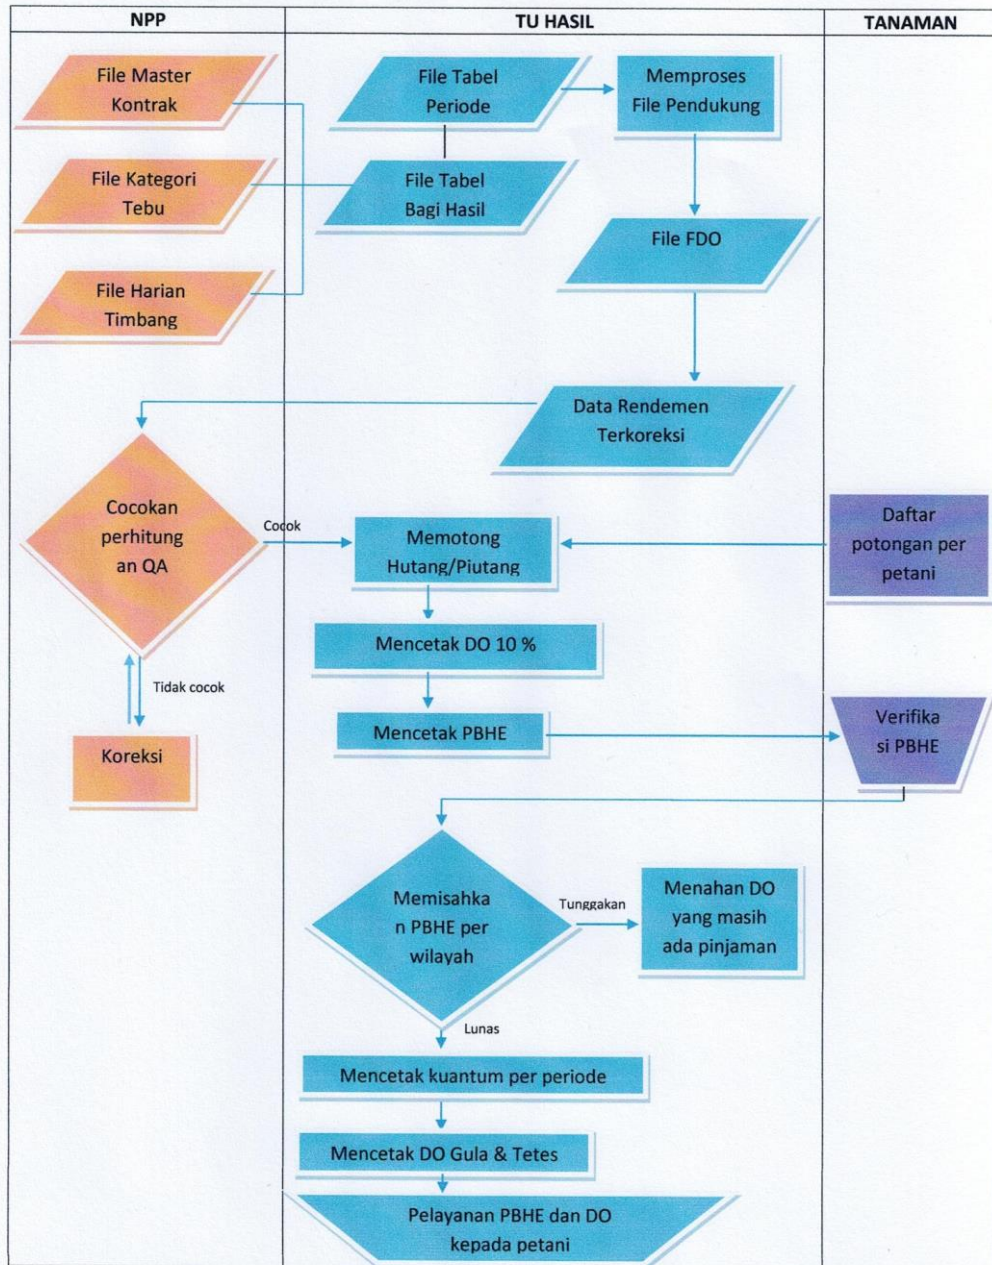 NPP
TU HASIL
TANAMAN
File Master
Kontrak
File Tabel
Periode
Memproses
File Pendukung
File Kategori
Tebu
File Tabel
Bagi Hasil
File FDO
File Harian
Timbang
Data Rendemen
Terkoreksi
Cocokan
perhitung
an QA
Cocok
Memotong
Hutang/Piutang
Daftar
potongan per
petani
Mencetak DO 10 %
Tidak cocok
Mencetak PBHE
Verifika
si PBHE
Koreksi
Memisahka
n PBHE per
wilayah
Tunggakan
Menahan DO
yang masih
ada pinjaman
Lunas
Mencetak kuantum per periode
Mencetak DO Gula & Tetes
Pelayanan PBHE dan DO
kepada petani